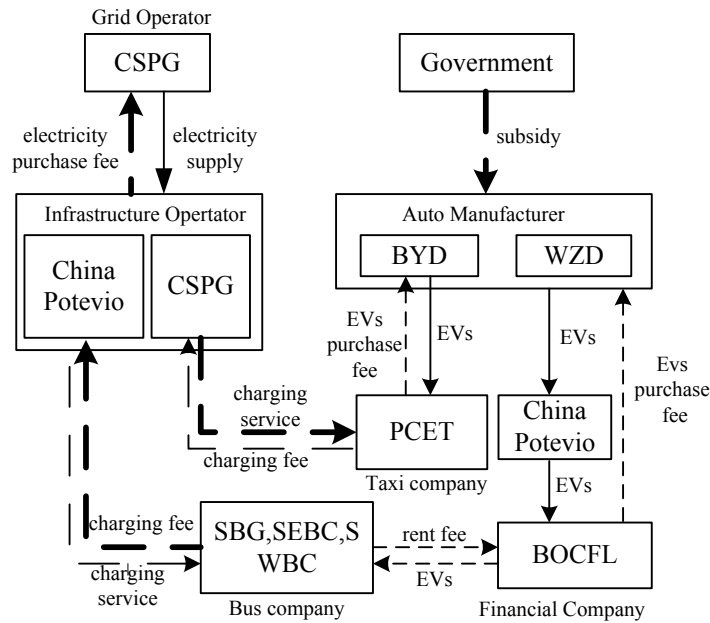 Grid Operator
CSPG
Government
electricity
purchase fee
electricity
supply
subsidy
Infrastructure Opertator
China
Potevio
CSPG
Auto Manufacturer
BYD
WZD
EVs
purchase
fee
EVs
EVs
Evs
purchase
fee
charging
service
charging fee
PCET
Taxi company
China
Potevio
EVs
charging fee
charging
service
SBG,SEBC,S
WBC
Bus company
rent fee
EVs
BOCFL
Financial Company